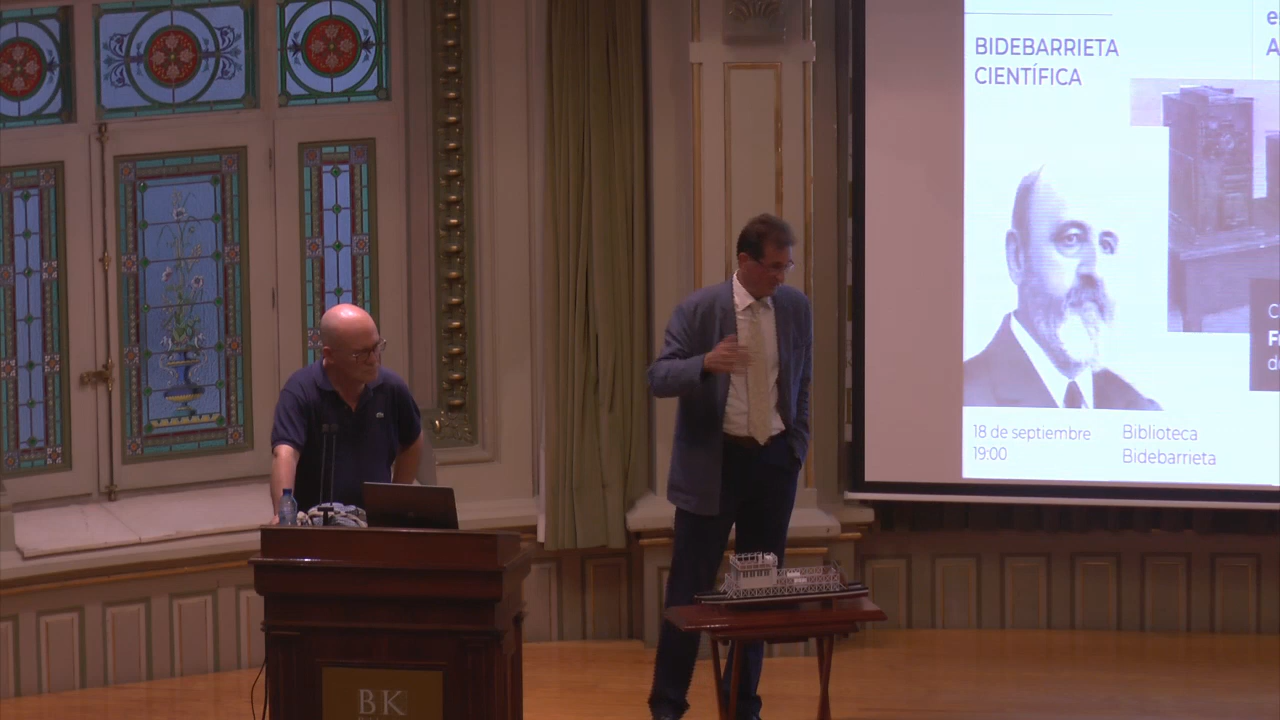 BIDEBARRIETA
CIENTÍFICA
18 de septiembre
19:00
Biblioteca
Bidebarrieta
BK